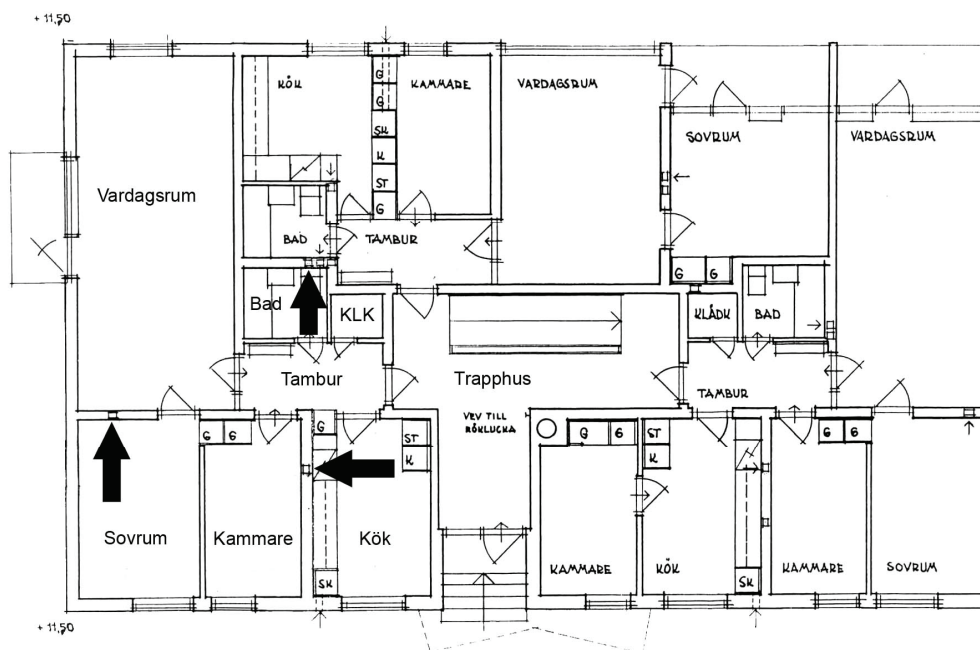 + 11,50
KÖK
G
G
SK
K
ST
G
KAMMARE
VARDAGSRUM
SOVRUM
VARDAGSRUM
Vardagsrum
BAD
TAMBUR
G
G
Bad
KLK
KLÄDK
BAD
Tambur
Trapphus
TAMBUR
VEV TILL
RÖKLUCKA
G
G
G
ST
K
G
G
ST
K
G
G
Sovrum
Kammare
Kök
KAMMARE
KÖK
KAMMARE
SOVRUM
SK
SK
+ 11,50